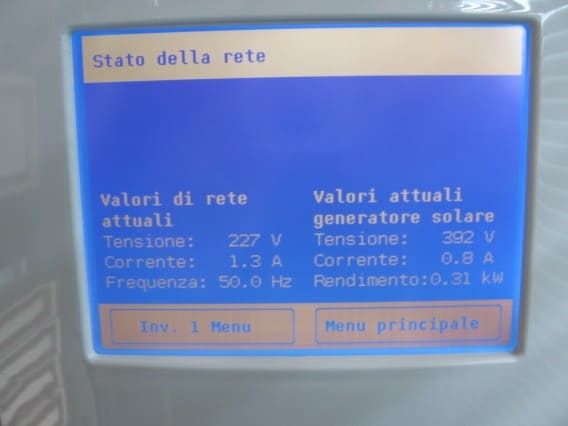 Stato della rete
Valori di rete
attuali
Tensione: 227 V
Corrente: 1.3 A
Frequenza: 50.0 Hz
Valori attuali
generatore solare
Tensione: 392 V
Corrente: 0.8 A
Rendimento:0.31 kW
Inv. 1 Menu
Menu principale